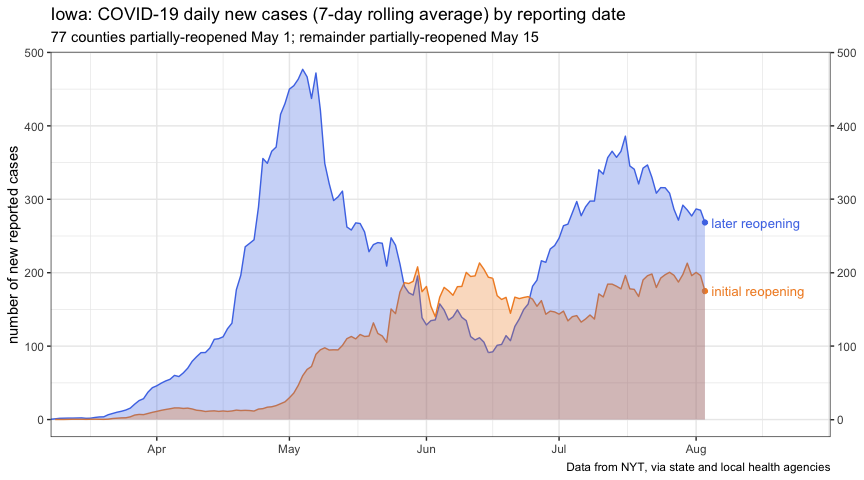 Iowa: COVID-19 daily new cases (7-day rolling average) by reporting date
77 counties partially-reopened May 1; remainder partially-reopened May 15
number of new reported cases
500
400
300
200
100
0
500
400
300
200
100
0
later reopening
initial reopening
Apr May Jun Jul Aug
Data from NYT, via state and local health agencies